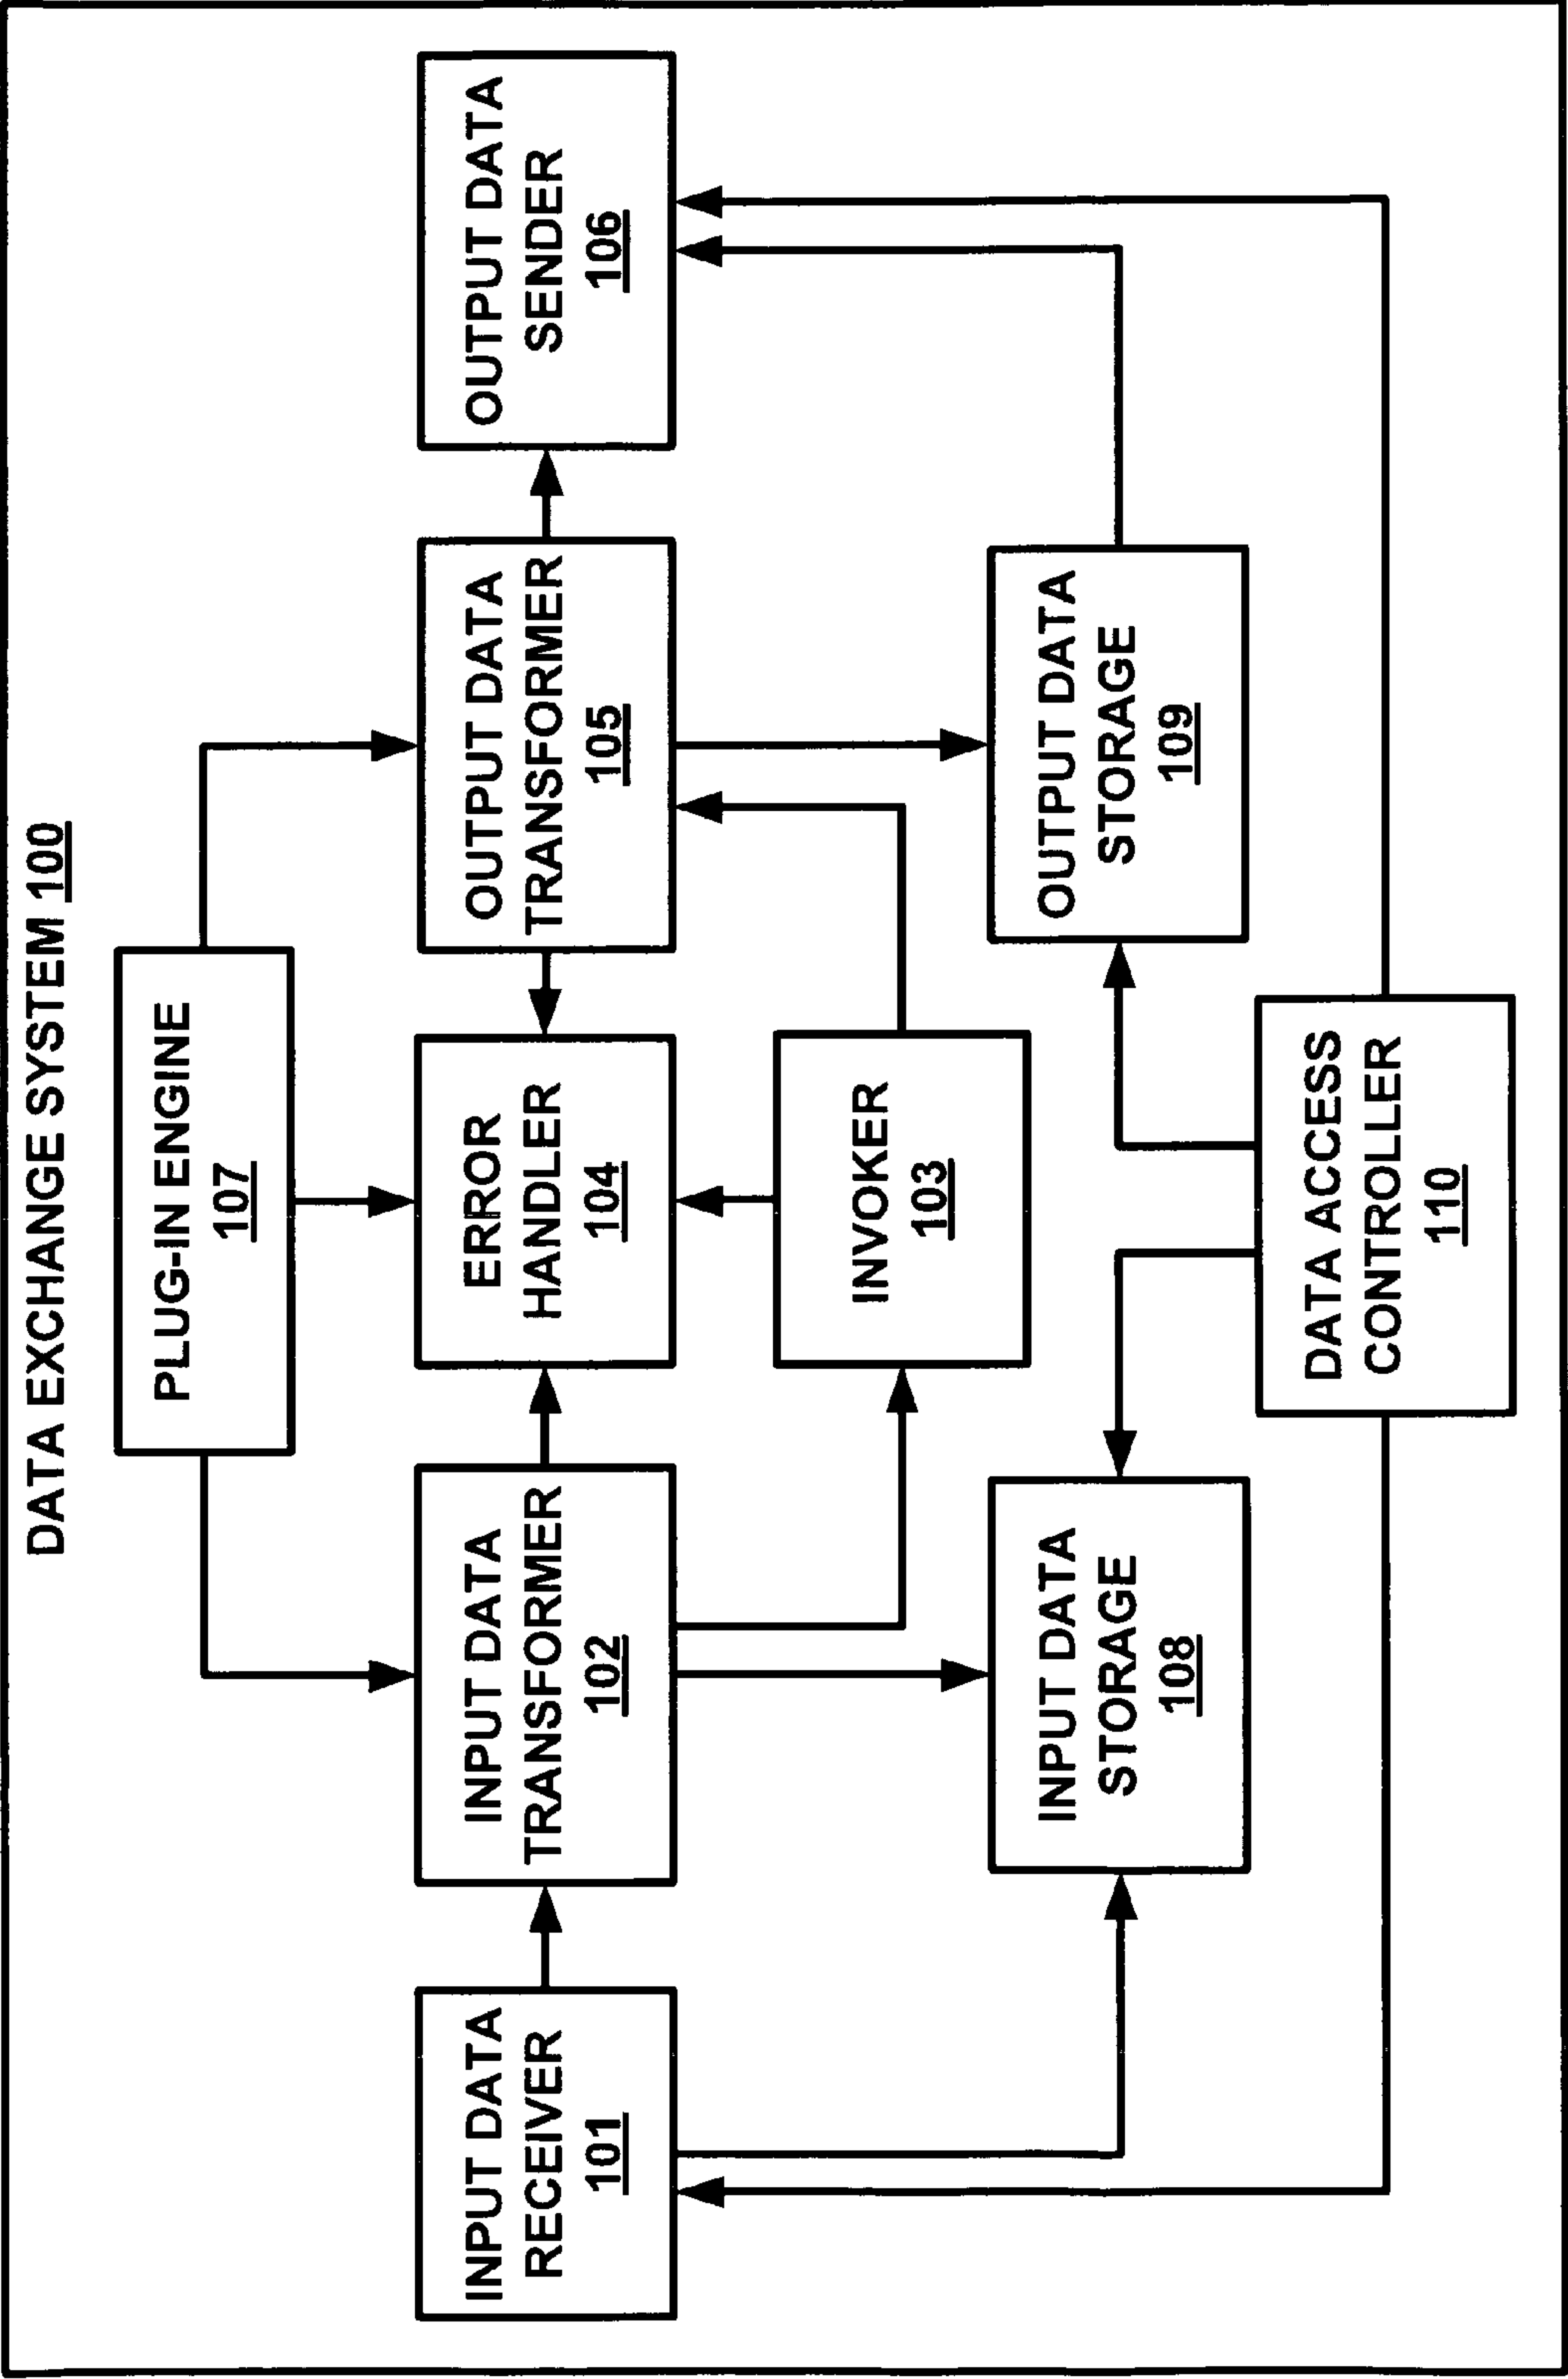 DATA EXCHANGE SYSTEM 100
PLUG-IN ENGINE
107
INPUT DATA
RECEIVER
101
INPUT DATA
TRANSFORMER
102
ERROR
HANDLER
104
OUTPUT DATA
TRANSFORMER
105
OUTPUT DATA
SENDER
106
INVOKER
103
INPUT DATA
STORAGE
108
OUTPUT DATA
STORAGE
109
DATA ACCESS
CONTROLLER
110